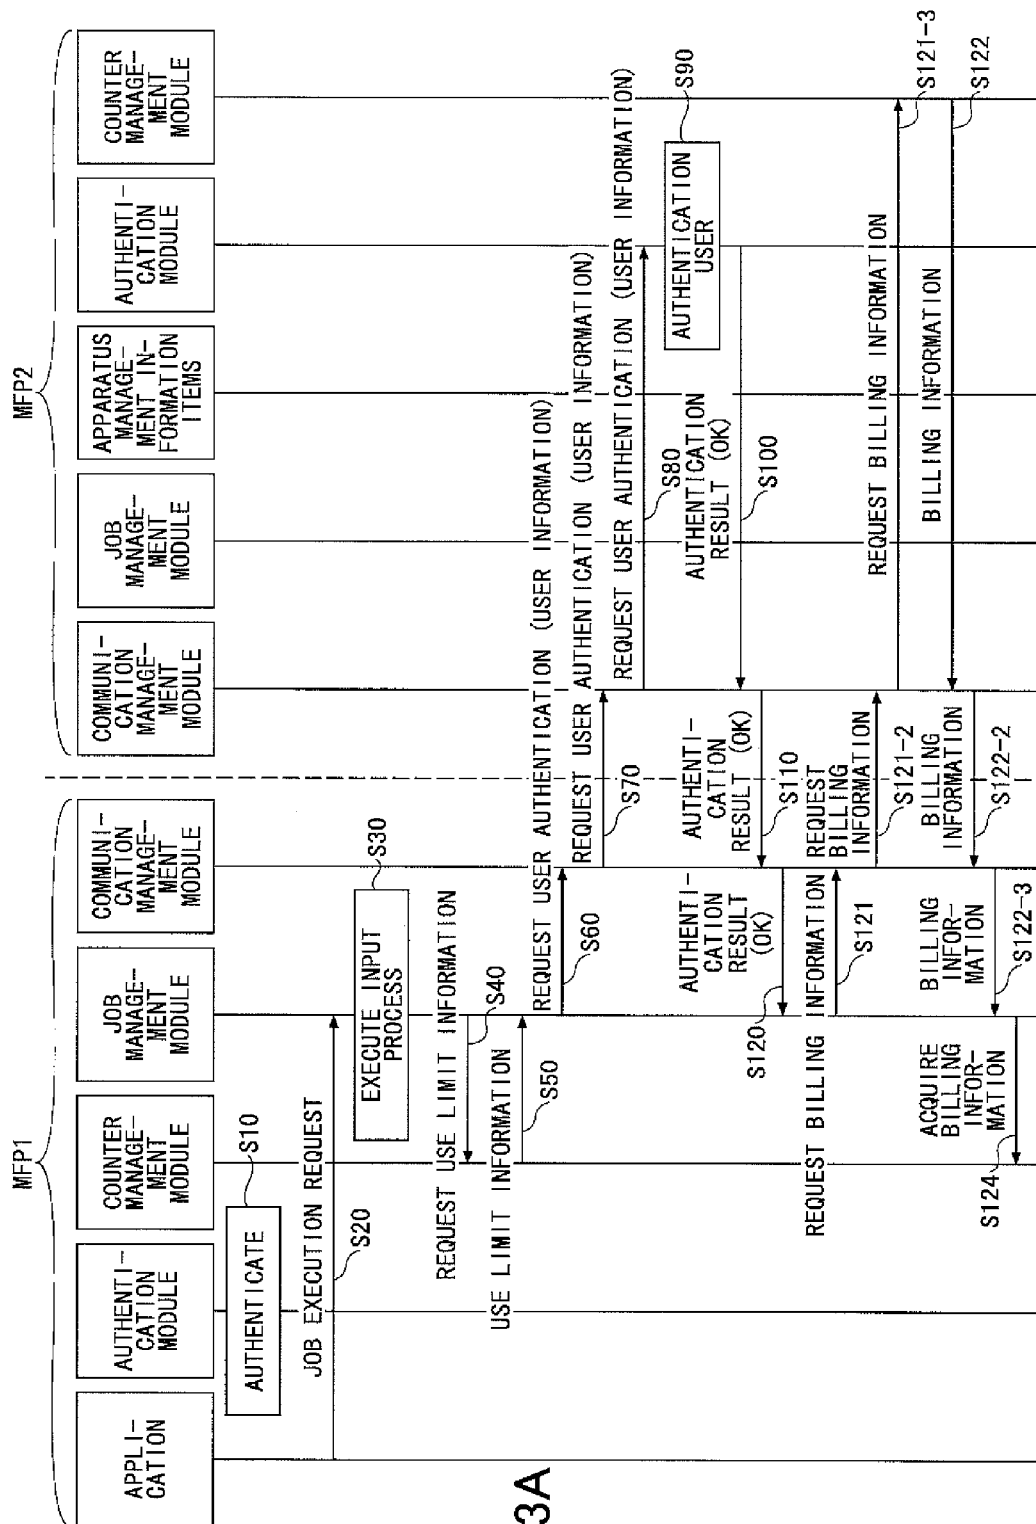 MFP1
MFP2
APPLI-
CATION
AUTHENTI-
CATION
MODULE
COUNTER
MANAGE-
MENT
MODULE
JOB
MANAGE-
MENT
MODULE
COMMUNI-
CATION
MANAGE-
MENT
MODULE
COMMUNI-
CATION
MANAGE-
MENT
MODULE
JOB
MANAGE-
MENT
MODULE
APPARATUS
MANAGE-
MENT IN-
FORMATION
ITEMS
AUTHENTI-
CATION
MODULE
COUNTER
MANAGE-
MENT
MODULE
AUTHENTICATE
S10
JOB EXECUTION REQUEST
S20
EXECUTE INPUT
PROCESS
S30
REQUEST USE LIMIT INFORMATION
S40
USE LIMIT INFORMATION
S50
REQUEST USER AUTHENTICATION (USER INFORMATION)
S60
REQUEST USER AUTHENTICATION (USER INFORMATION)
S70
REQUEST USER AUTHENTICATION (USER INFORMATION)
S80
AUTHENTICATION
USER
S90
AUTHENTICATION
RESULT (OK)
S100
AUTHENTI-
CATION
RESULT (OK)
S110
AUTHENTI-
CATION
RESULT
(OK)
S120
REQUEST BILLING INFORMATION
S121
REQUEST
BILLING
INFORMATION
S121-2
REQUEST BILLING INFORMATION
S121-3
BILLING INFORMATION
S122
BILLING
INFORMATION
S122-2
BILLING
INFOR-
MATION
S122-3
ACQUIRE
BILLING
INFOR-
MATION
S124
3A